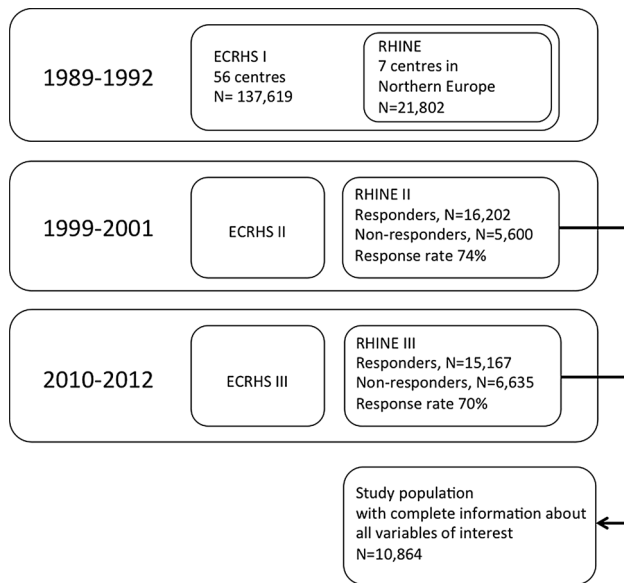 1989-1992
ECRHS I
56 centres
N= 137,619
RHINE
7 centres in
Northern Europe
N=21,802
1999-2001
ECRHS II
RHINE II
Responders, N=16,202
Non-responders, N=5,600
Response rate 74%
2010-2012
ECRHS III
RHINE III
Responders, N=15,167
Non-responders, N=6,635
Response rate 70%
Study population
with complete information about
all variables of interest
N=10,864